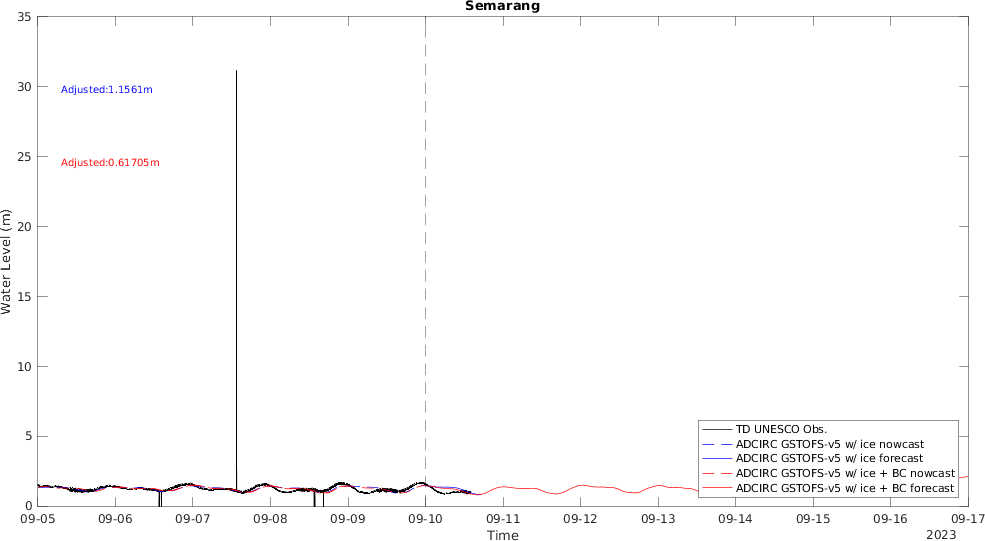 Semarang
35
30
25
20
15
10
5
0
Water Level (m)
Adjusted:1.1561m
Adjusted:0.61705m
TD UNESCO Obs.
ADCIRC GSTOFS-v5 w/ ice nowcast
ADCIRC GSTOFS-v5 w/ ice forecast
ADCIRC GSTOFS-v5 w/ ice + BC nowcast
ADCIRC GSTOFS-v5 w/ ice + BC forecast
09-05 09-06 09-07 09-08 09-09 09-10 09-11 09-12 09-13 09-14 09-15 09-16 09-17
Time
2023